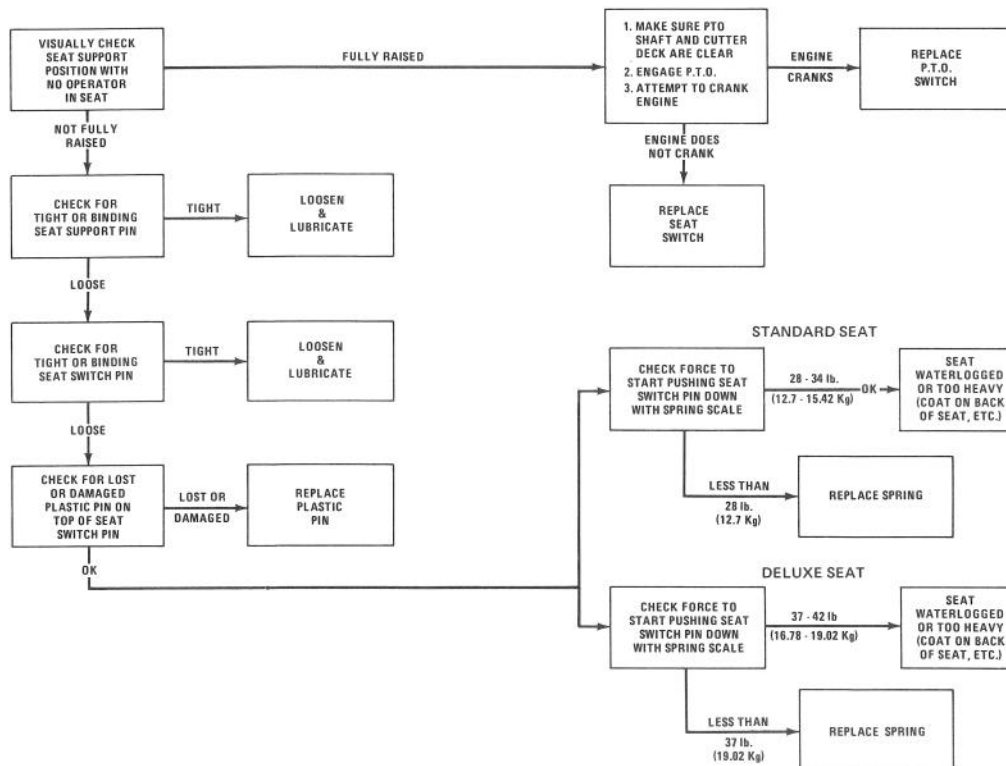 VISUALLY CHECK
SEAT SUPPORT
POSITION WITH
NO OPERATOR
IN SEAT
FULLY RAISED
1. MAKE SURE PTO
SHAFT AND CUTTER
DECK ARE CLEAR
2. ENGAGE P.T.O.
3. ATTEMPT TO CRANK
ENGINE
ENGINE
CRANKS
REPLACE
P.T.O.
SWITCH
NOT FULLY
RAISED
ENGINE DOES
NOT CRANK
REPLACE
SEAT
SWITCH
CHECK FOR
TIGHT OR BINDING
SEAT SUPPORT PIN
TIGHT
LOOSEN
&
LUBRICATE
LOOSE
CHECK FOR
TIGHT OR BINDING
SEAT SWITCH PIN
TIGHT
LOOSEN
&
LUBRICATE
LOOSE
CHECK FOR LOST
OR DAMAGED
PLASTIC PIN ON
TOP OF SEAT
SWITCH PIN
LOST OR
DAMAGED
REPLACE
PLASTIC
PIN
OK
STANDARD SEAT
CHECK FORCE TO
START PUSHING SEAT
SWITCH PIN DOWN
WITH SPRING SCALE
28 - 34 lb.
(12.7 - 15.42 Kg)
OK
SEAT
WATERLOGGED
OR TOO HEAVY
(COAT ON BACK
OF SEAT, ETC.)
LESS THAN
28 lb.
(12.7 Kg)
REPLACE SPRING
DELUXE SEAT
CHECK FORCE TO
START PUSHING SEAT
SWITCH PIN DOWN
WITH SPRING SCALE
37 - 42 lb
(16.78 - 19.02 Kg)
SEAT
WATERLOGGED
OR TOO HEAVY
(COAT ON BACK
OF SEAT, ETC.)
LESS THAN
37 lb.
(19.02 Kg)
REPLACE SPRING